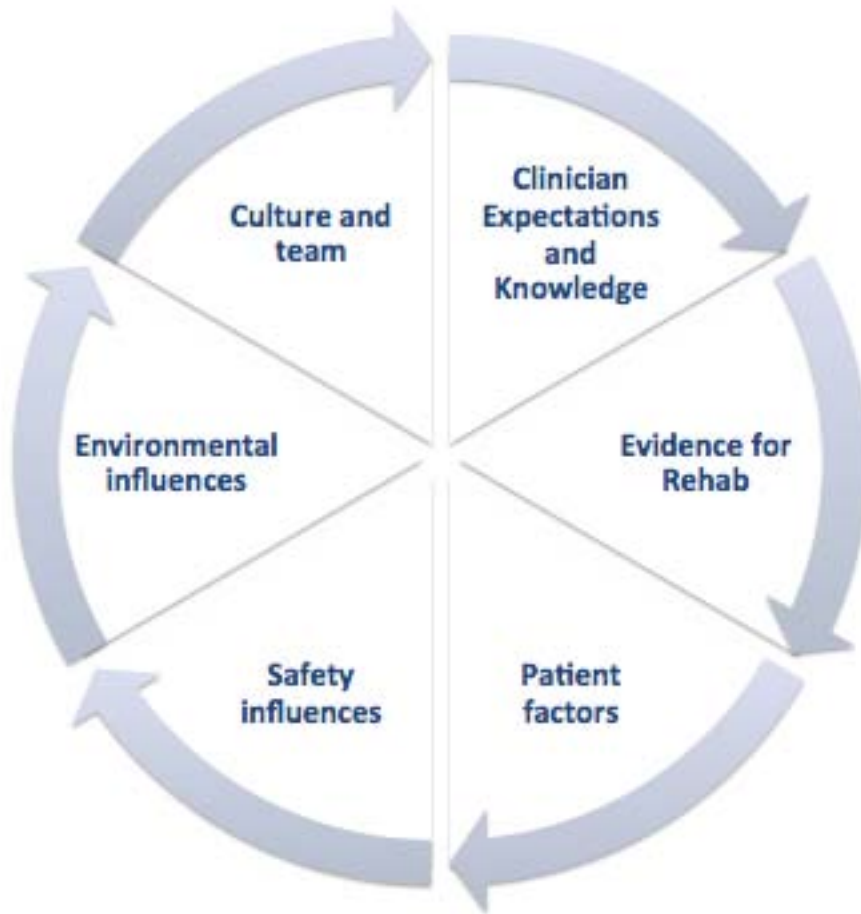 Clinician
Expectations
and
Knowledge
Evidence for
Rehab
Patient
factors
Safety
influences
Environmental
influences
Culture and
team